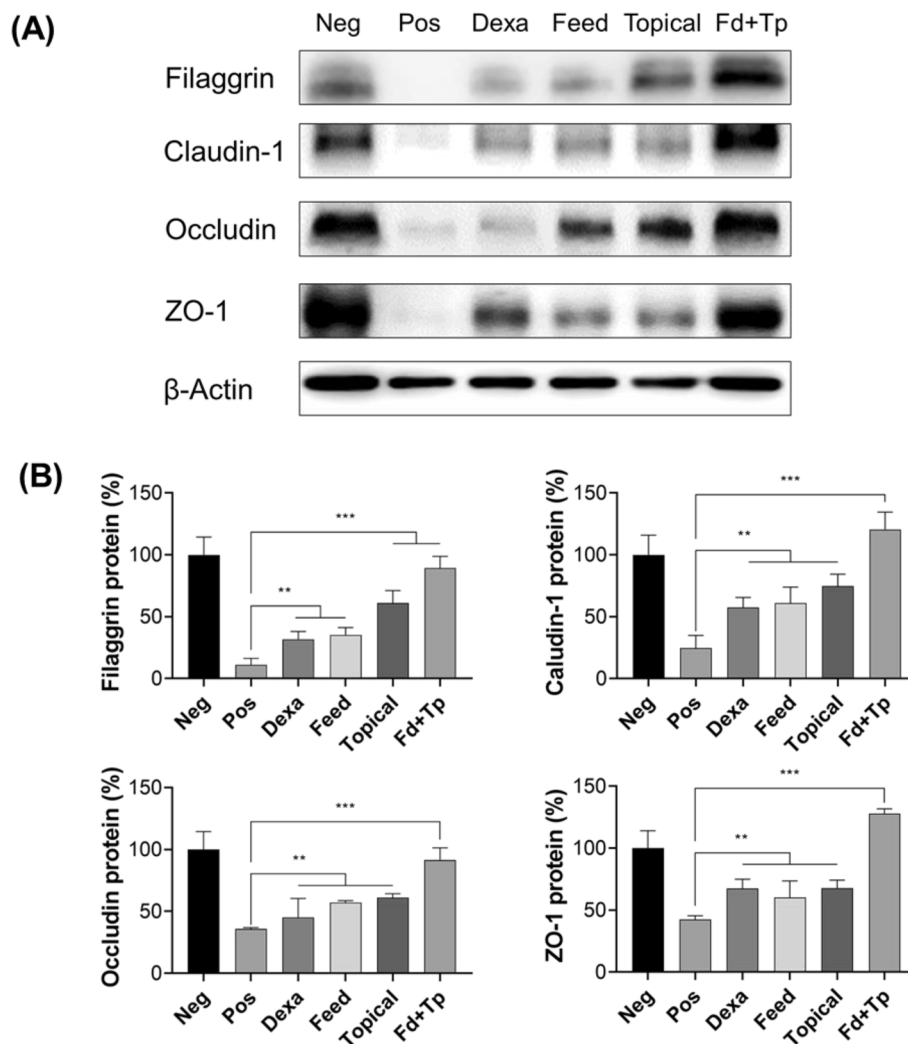 (A)
Neg Pos Dexa Feed Topical Fd+Tp
Filaggrin
Claudin-1
Occludin
ZO-1
β-Actin
(B)
Filaggrin protein (%)
150
100
50
0
***
**
Neg Pos Dexa Feed Topical Fd+Tp
Caludin-1 protein (%)
150
100
50
0
***
**
Neg Pos Dexa Feed Topical Fd+Tp
Occludin protein (%)
150
100
50
0
***
**
Neg Pos Dexa Feed Topical Fd+Tp
ZO-1 protein (%)
150
100
50
0
***
**
Neg Pos Dexa Feed Topical Fd+Tp